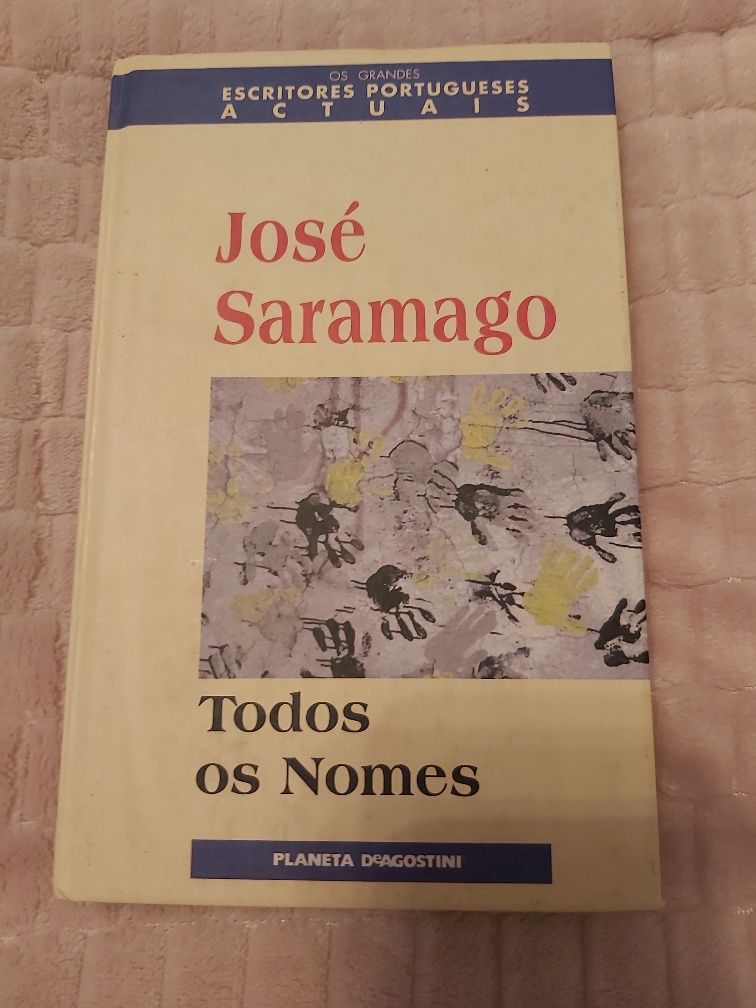 OS GRANDES
ESCRITORES PORTUGUESES
ACTUAIS
José
Saramago
Todos
os Nomes
PLANETA DeAGOSTINI